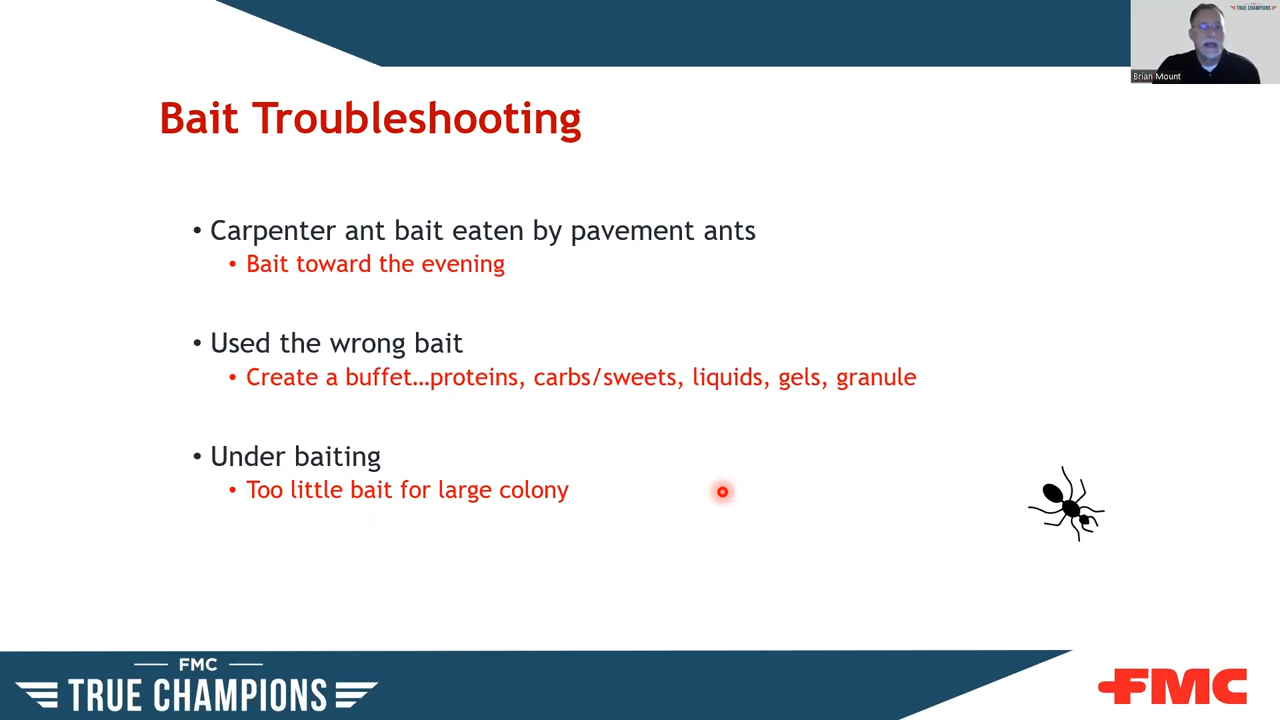 TRUE CHAMPIONS
Brian Mount
Bait Troubleshooting
• Carpenter ant bait eaten by pavement ants
• Bait toward the evening
• Used the wrong bait
• Create a buffet...proteins, carbs/sweets, liquids, gels, granule
• Under baiting
• Too little bait for large colony
FMC
TRUE CHAMPIONS
FMC